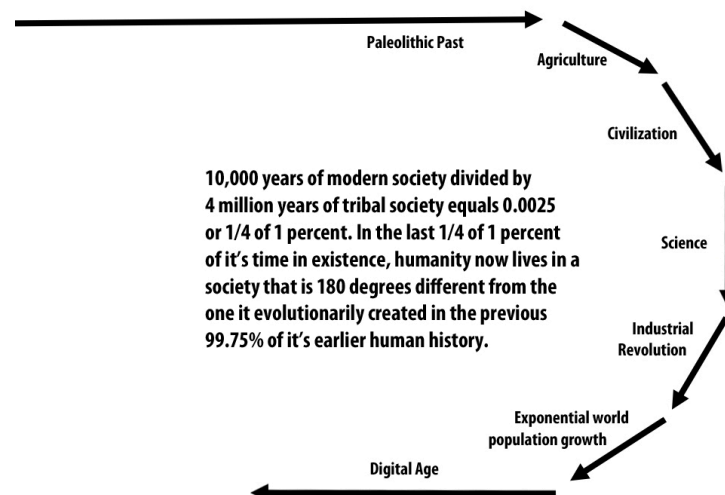 Paleolithic Past
Agriculture
Civilization
10,000 years of modern society divided by
4 million years of tribal society equals 0.0025
or 1/4 of 1 percent. In the last 1/4 of 1 percent
of it’s time in existence, humanity now lives in a
society that is 180 degrees different from the
one it evolutionarily created in the previous
99.75% of it’s earlier human history.
Science
Industrial
Revolution
Exponential world
population growth
Digital Age